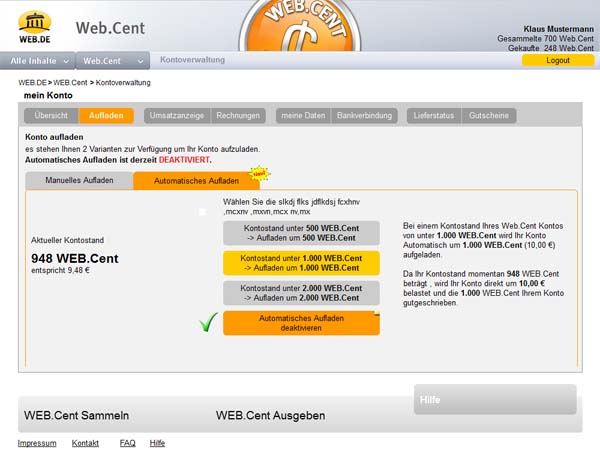 WEB.CENT
WEB.DE
Web.Cent
Klaus Mustermann
Gesammelte 700 Web.Cent
Gekaufte 248 Web.Cent
Logout
Alle Inhalte
Web.Cent
Kontoverwaltung
WEB.DE > WEB.Cent > Kontoverwaltung
mein Konto
Übersicht
Aufladen
Umsatzanzeige
Rechnungen
meine Daten
Bankverbindung
Lieferstatus
Gutscheine
Konto aufladen
es stehen Ihnen 2 Varianten zur Verfügung um Ihr Konto aufzuladen.
Automatisches Aufladen ist derzeit DEAKTIVIERT.
Manuelles Aufladen
Automatisches Aufladen
Neu!
Wählen Sie die slkdj flks jdflkdsj fcxhnv
,mcxnv ,mxvn,mcx nv,mx
Aktueller Kontostand
948 WEB.Cent
entspricht 9,48 €
Kontostand unter 500 WEB.Cent
-> Aufladen um 500 WEB.Cent
Kontostand unter 1.000 WEB.Cent
-> Aufladen um 1.000 WEB.Cent
Kontostand unter 2.000 WEB.Cent
-> Aufladen um 2.000 WEB.Cent
Automatisches Aufladen
deaktivieren
Bei einem Kontostand Ihres Web.Cent Kontos
von unter 1.000 WEB.Cent wird Ihr Konto
Automatisch um 1.000 WEB.Cent (10,00 €)
aufgeladen.
Da Ihr Kontostand momentan 948 WEB.Cent
beträgt , wird Ihr Konto direkt um 10,00 €
belastet und die 1.000 WEB.Cent Ihrem Konto
gutgeschrieben.
WEB.Cent Sammeln
WEB.Cent Ausgeben
Hilfe
Impressum
Kontakt
FAQ
Hilfe